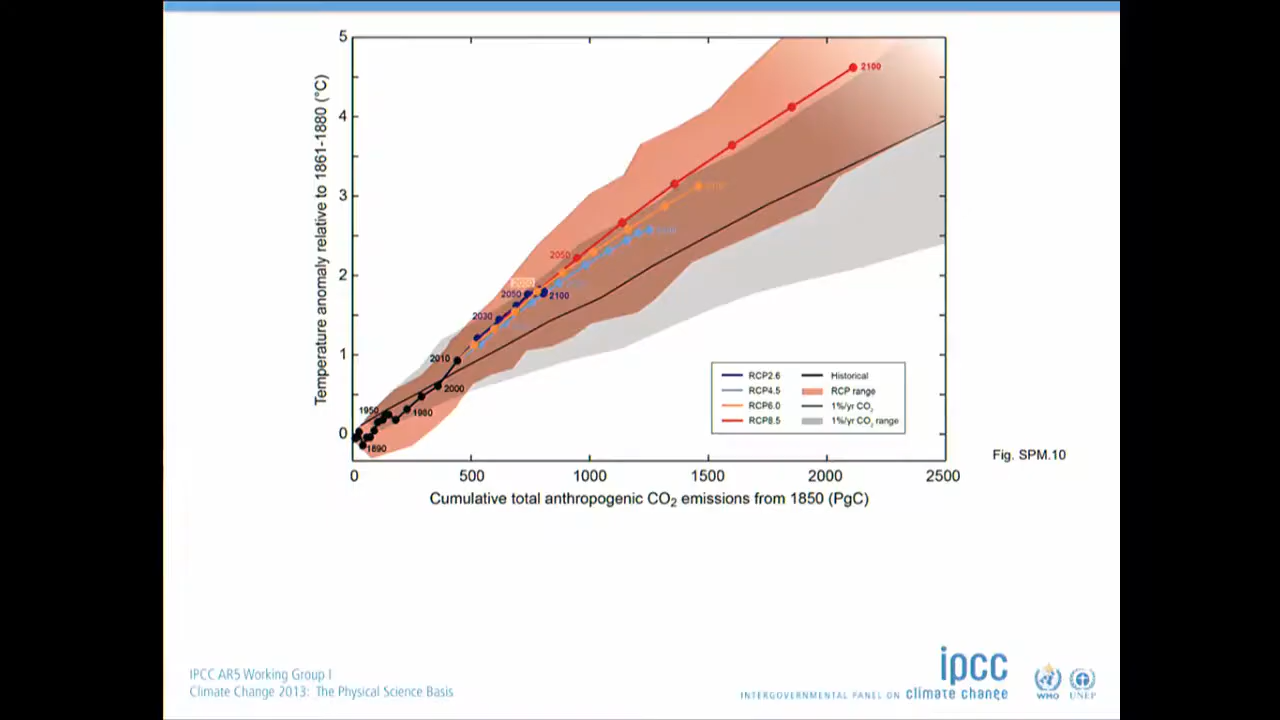 5
4
3
2
1
0
Temperature anomaly relative to 1861-1880 (°C)
2100
2050
2050
2100
2030
2010
2000
1950
1980
1890
RCP2.6
RCP4.5
RCP6.0
RCP8.5
Historical
RCP range
1%/yr CO₂
1%/yr CO₂ range
0 500 1000 1500 2000 2500
Cumulative total anthropogenic CO₂ emissions from 1850 (PgC)
Fig. SPM.10
IPCC AR5 Working Group I
Climate Change 2013: The Physical Science Basis
ipcc
INTERGOVERNMENTAL PANEL ON climate change
WMO
UNEP